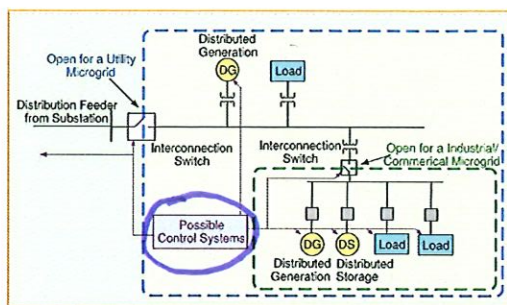 Distributed
Generation
Open for a Utility
Microgrid
DG
Load
Distribution Feeder
from Substation
Interconnection
Switch
Interconnection
Switch
Open for a Industrial/
Commerical Microgrid
Possible
Control Systems
DG
DS
Load
Load
Distributed
Generation
Distributed
Storage